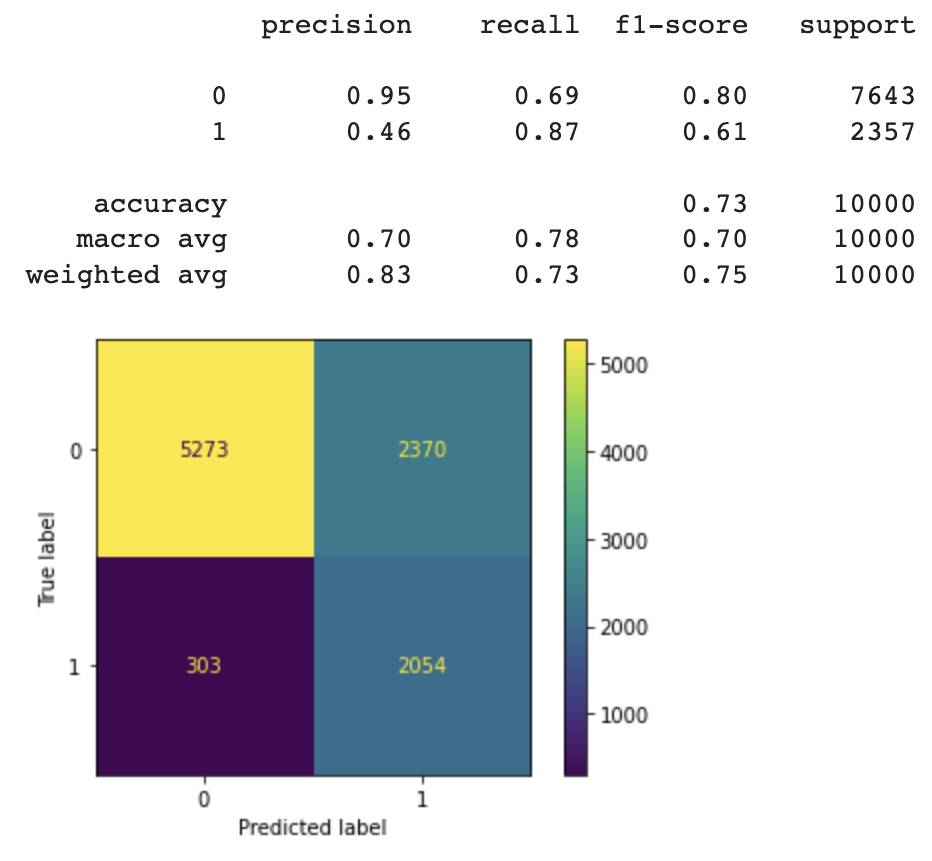 precision recall f1-score support
0 0.95 0.69 0.80 7643
1 0.46 0.87 0.61 2357
accuracy 0.73 10000
macro avg 0.70 0.78 0.70 10000
weighted avg 0.83 0.73 0.75 10000
5000
0 5273 2370
4000
True label
3000
2000
1 303 2054
1000
0 1
Predicted label